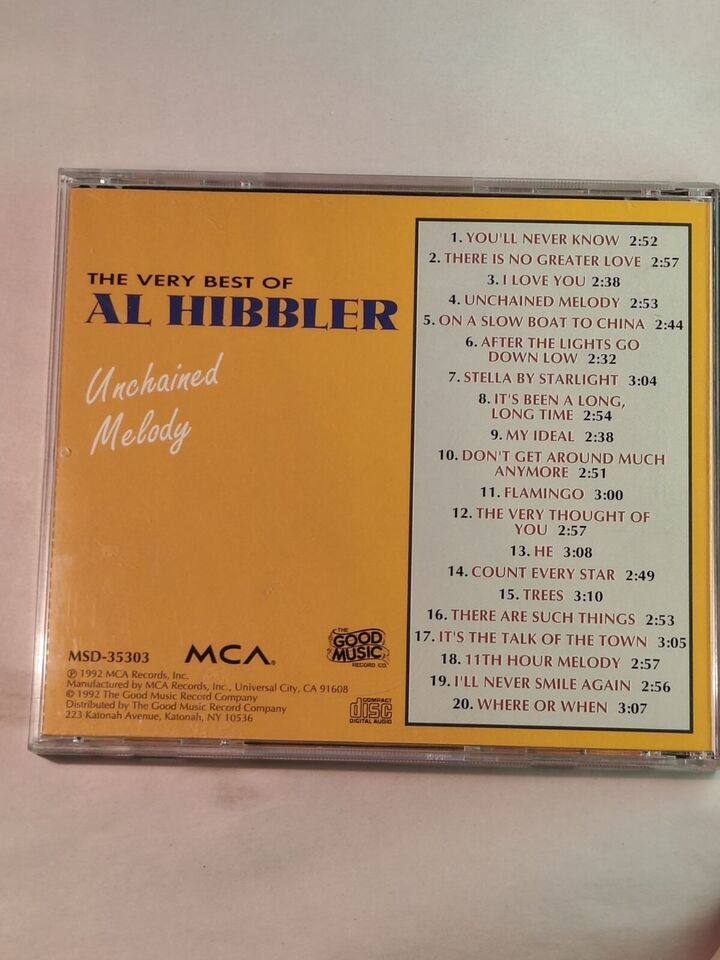 THE VERY BEST OF
AL HIBBLER
Unchained
Melody
1. YOU'LL NEVER KNOW 2:52
2. THERE IS NO GREATER LOVE 2:57
3. I LOVE YOU 2:38
4. UNCHAINED MELODY 2:53
5. ON A SLOW BOAT TO CHINA 2:44
6. AFTER THE LIGHTS GO
DOWN LOW 2:32
7. STELLA BY STARLIGHT 3:04
8. IT'S BEEN A LONG,
LONG TIME 2:54
9. MY IDEAL 2:38
10. DON'T GET AROUND MUCH
ANYMORE 2:51
11. FLAMINGO 3:00
12. THE VERY THOUGHT OF
YOU 2:57
13. HE 3:08
14. COUNT EVERY STAR 2:49
15. TREES 3:10
16. THERE ARE SUCH THINGS 2:53
17. IT'S THE TALK OF THE TOWN 3:05
18. 11TH HOUR MELODY 2:57
19. I'LL NEVER SMILE AGAIN 2:56
20. WHERE OR WHEN 3:07
MSD-35303
MCA®
THE
GOOD
MUSIC
RECORD CO.
℗ 1992 MCA Records, Inc.
Manufactured by MCA Records, Inc., Universal City, CA 91608
© 1992 The Good Music Record Company
Distributed by The Good Music Record Company
223 Katonah Avenue, Katonah, NY 10536
COMPACT
disc
DIGITAL AUDIO